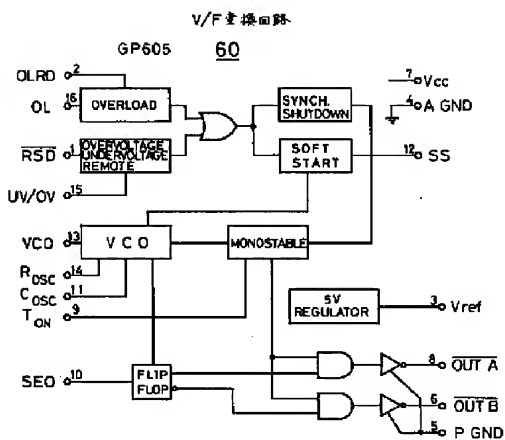 V/F変換回路
GP605 60
OLRD 2
OL 16
OVERLOAD
SYNCH.
SHUTDOWN
7 Vcc
4 A GND
RSD 1
OVERVOLTAGE
UNDERVOLTAGE
REMOTE
SOFT
START
12 SS
UV/OV 15
VCO 13
VCO
MONOSTABLE
ROSC 14
COSC 11
TON 9
5V
REGULATOR
3 Vref
SEO 10
FLIP
FLOP
8 OUT A
6 OUT B
5 P GND